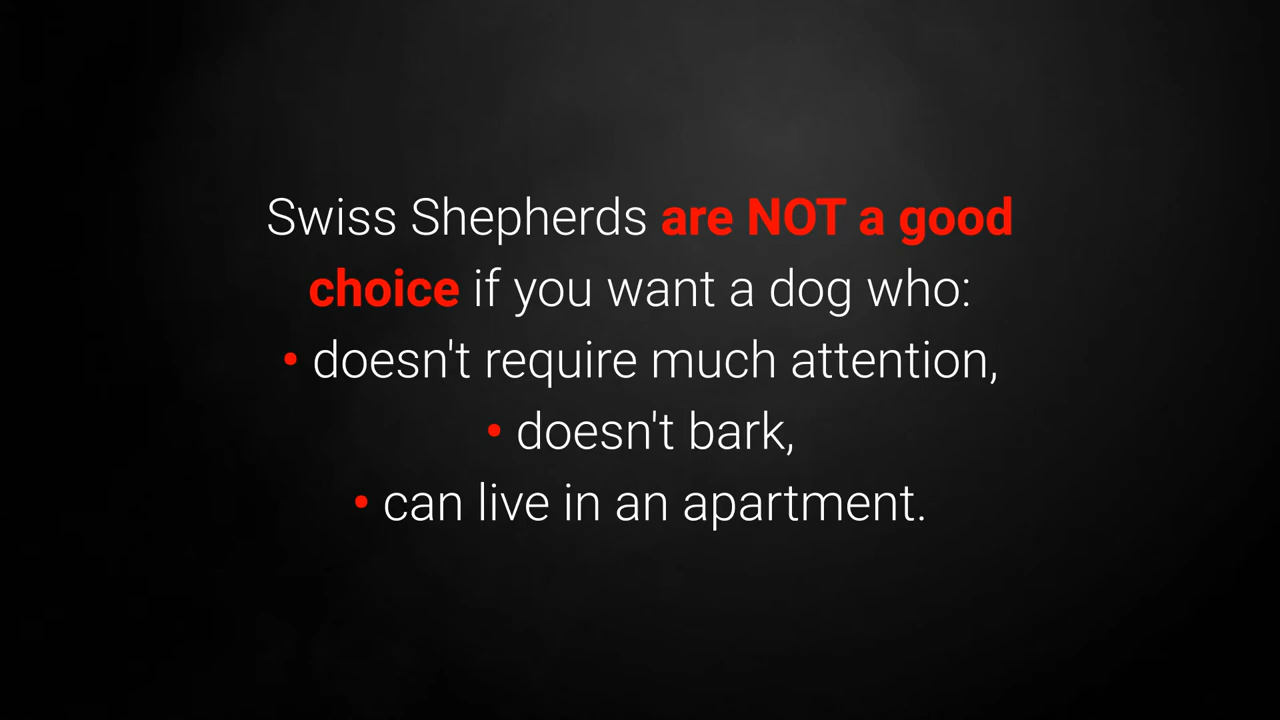 Swiss Shepherds are NOT a good
choice if you want a dog who:
• doesn't require much attention,
• doesn't bark,
• can live in an apartment.